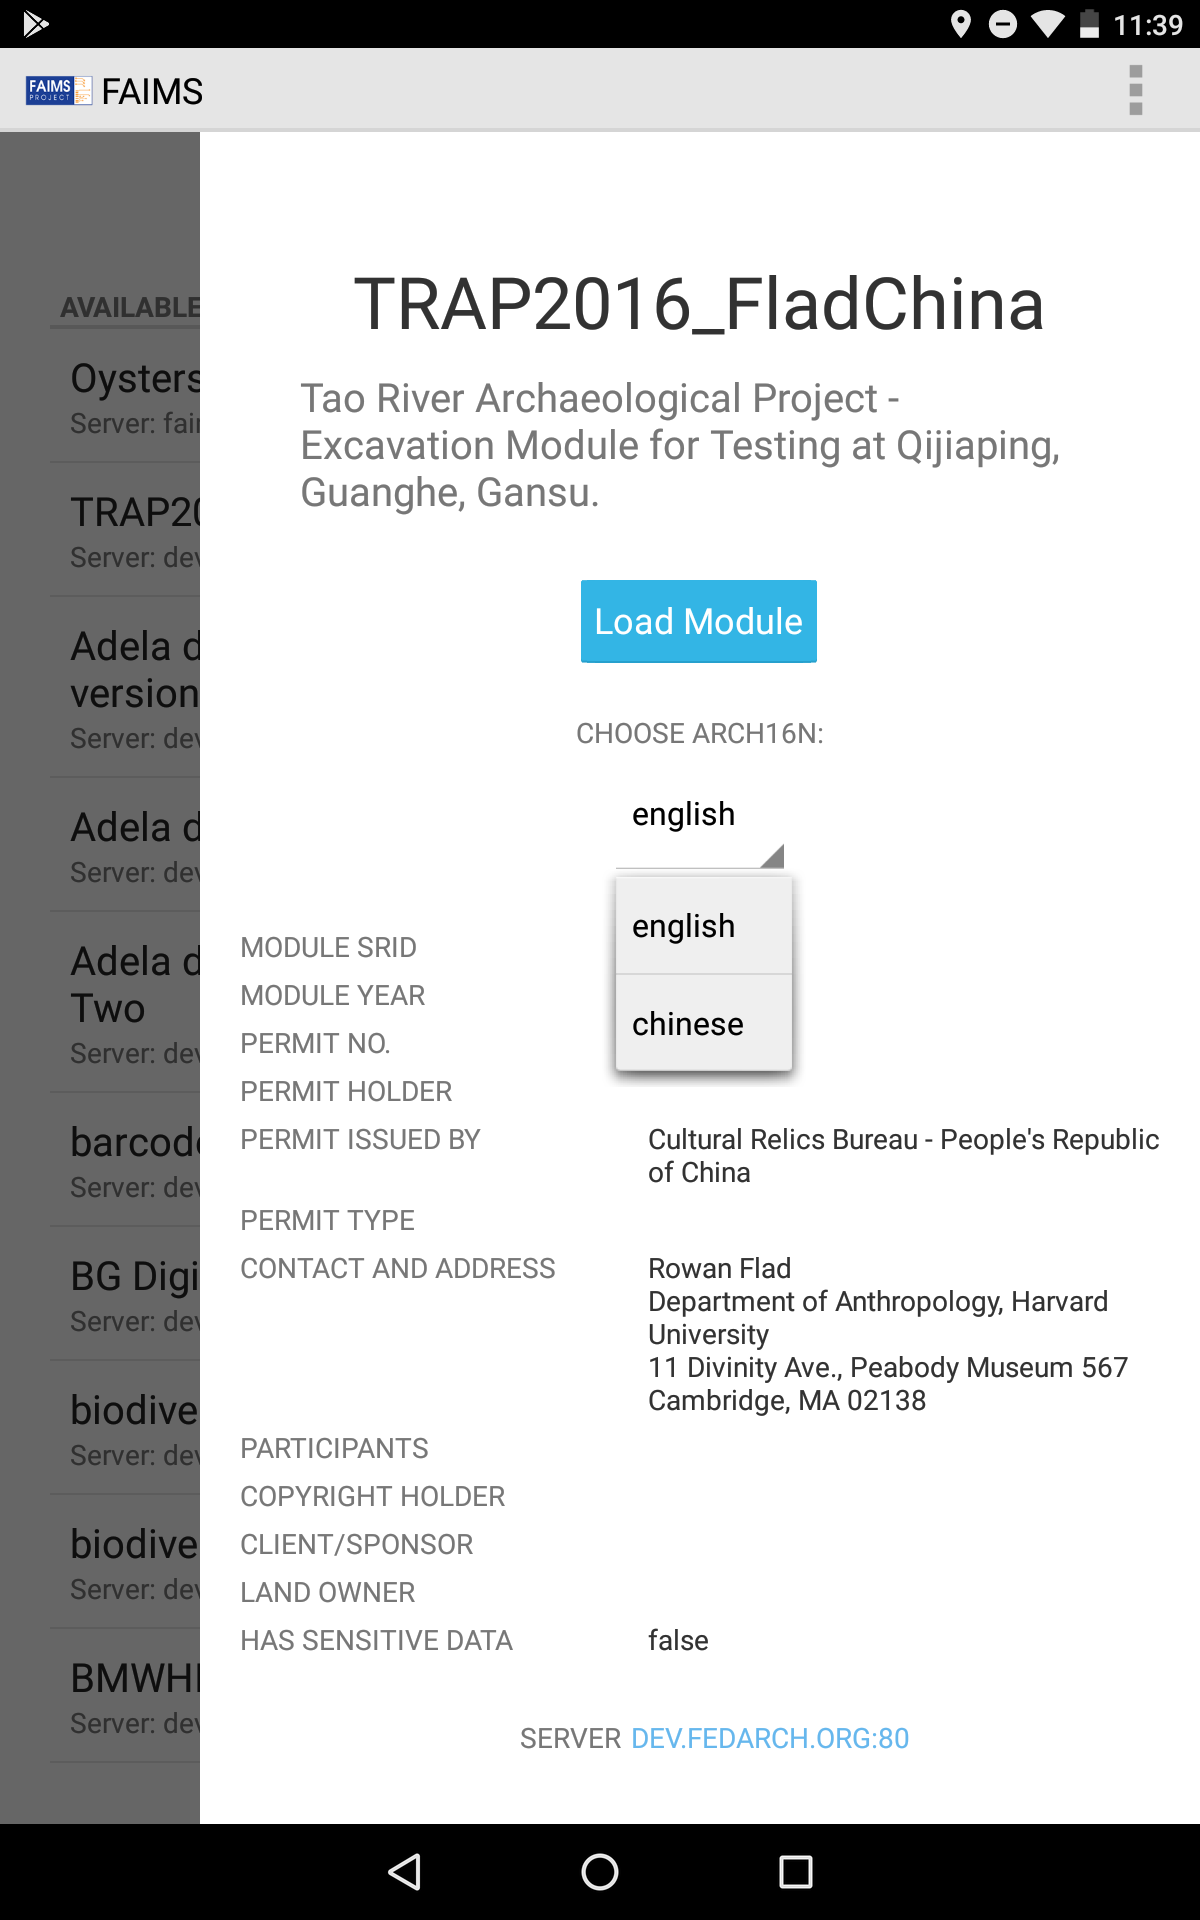 11:39
FAIMS
PROJECT
FAIMS
AVAILABLE
Oysters
Server: fai
TRAP20
Server: dev
Adela d
version
Server: dev
Adela d
Server: dev
Adela d
Two
Server: dev
barcode
Server: dev
BG Digi
Server: dev
biodive
Server: dev
biodive
Server: dev
BMWHI
Server: dev
TRAP2016_FladChina
Tao River Archaeological Project -
Excavation Module for Testing at Qijiaping,
Guanghe, Gansu.
Load Module
CHOOSE ARCH16N:
english
english
chinese
MODULE SRID
MODULE YEAR
PERMIT NO.
PERMIT HOLDER
PERMIT ISSUED BY
Cultural Relics Bureau - People's Republic
of China
PERMIT TYPE
CONTACT AND ADDRESS
Rowan Flad
Department of Anthropology, Harvard
University
11 Divinity Ave., Peabody Museum 567
Cambridge, MA 02138
PARTICIPANTS
COPYRIGHT HOLDER
CLIENT/SPONSOR
LAND OWNER
HAS SENSITIVE DATA false
SERVER DEV.FEDARCH.ORG:80